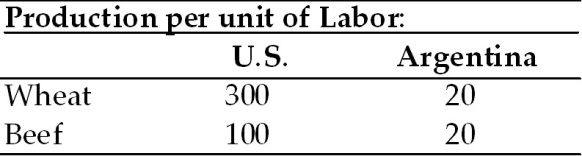 Production per unit of Labor:
U.S. Argentina
Wheat 300 20
Beef 100 20